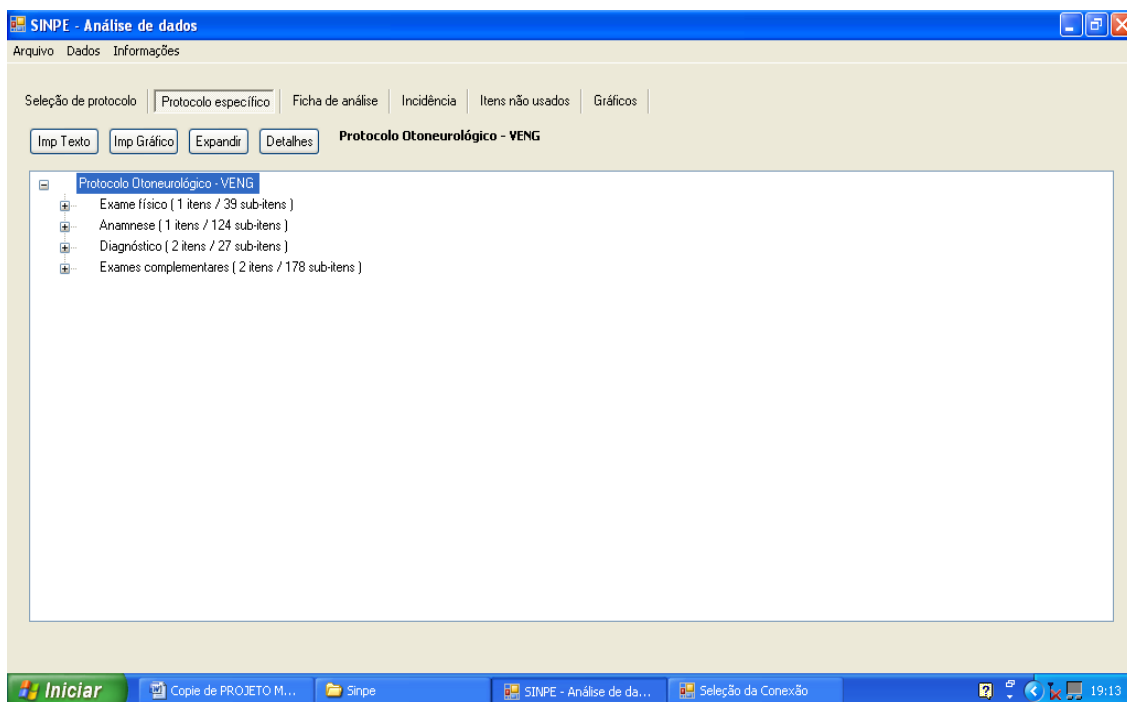 SINPE - Análise de dados
Arquivo Dados Informações
Seleção de protocolo Protocolo específico Ficha de análise Incidência Itens não usados Gráficos
Imp Texto Imp Gráfico Expandir Detalhes Protocolo Otoneurológico - VENG
Protocolo Otoneurológico - VENG
Exame físico ( 1 itens / 39 sub-itens )
Anamnese ( 1 itens / 124 sub-itens )
Diagnóstico ( 2 itens / 27 sub-itens )
Exames complementares ( 2 itens / 178 sub-itens )
Iniciar Copie de PROJETO M... Sinpe SINPE - Análise de da... Seleção da Conexão 19:13